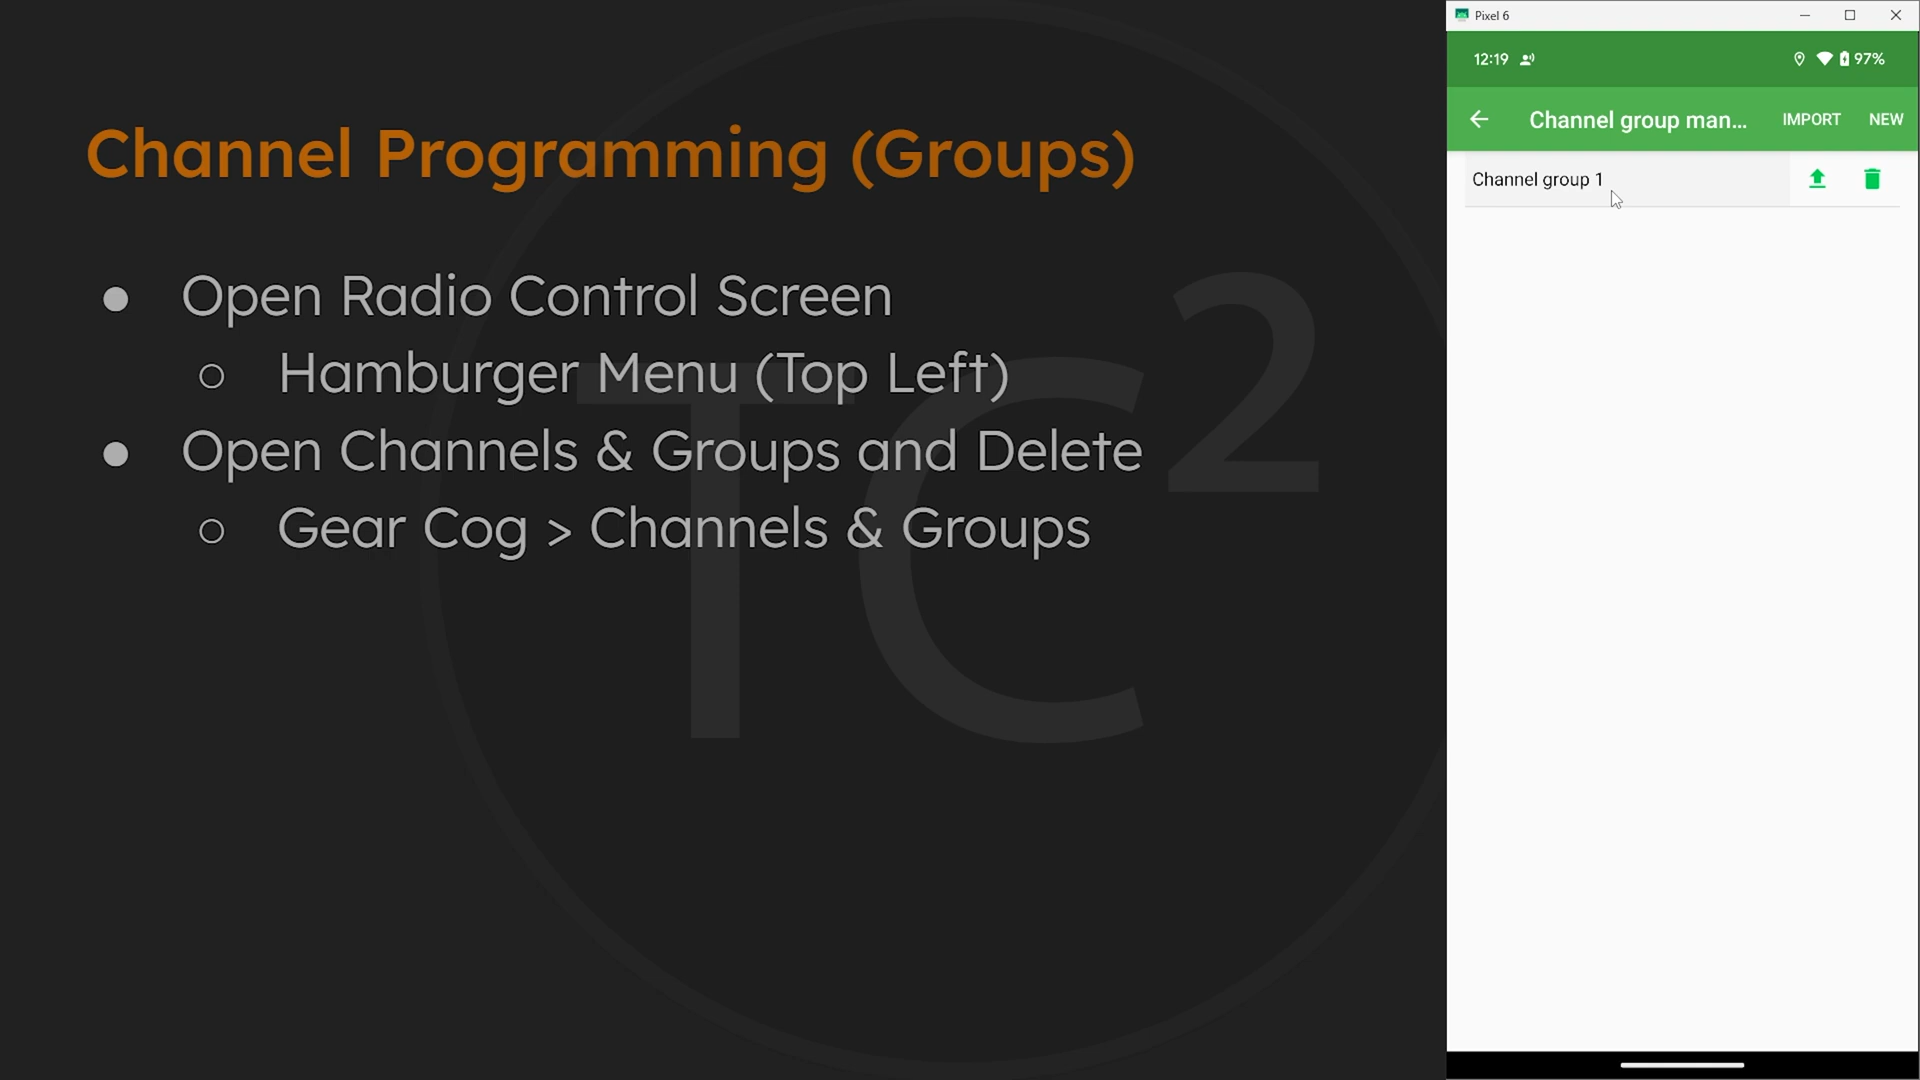 Channel Programming (Groups)
● Open Radio Control Screen
○ Hamburger Menu (Top Left)
● Open Channels & Groups and Delete
○ Gear Cog > Channels & Groups
TC²
Pixel 6
12:19 97%
Channel group man... IMPORT NEW
Channel group 1